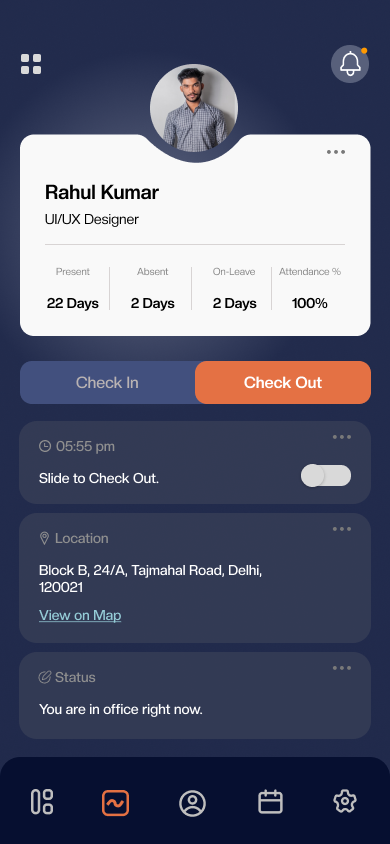 Rahul Kumar
UI/UX Designer
Present Absent On-Leave Attendance %
22 Days 2 Days 2 Days 100%
Check In Check Out
05:55 pm
Slide to Check Out.
Location
Block B, 24/A, Tajmahal Road, Delhi,
120021
View on Map
Status
You are in office right now.